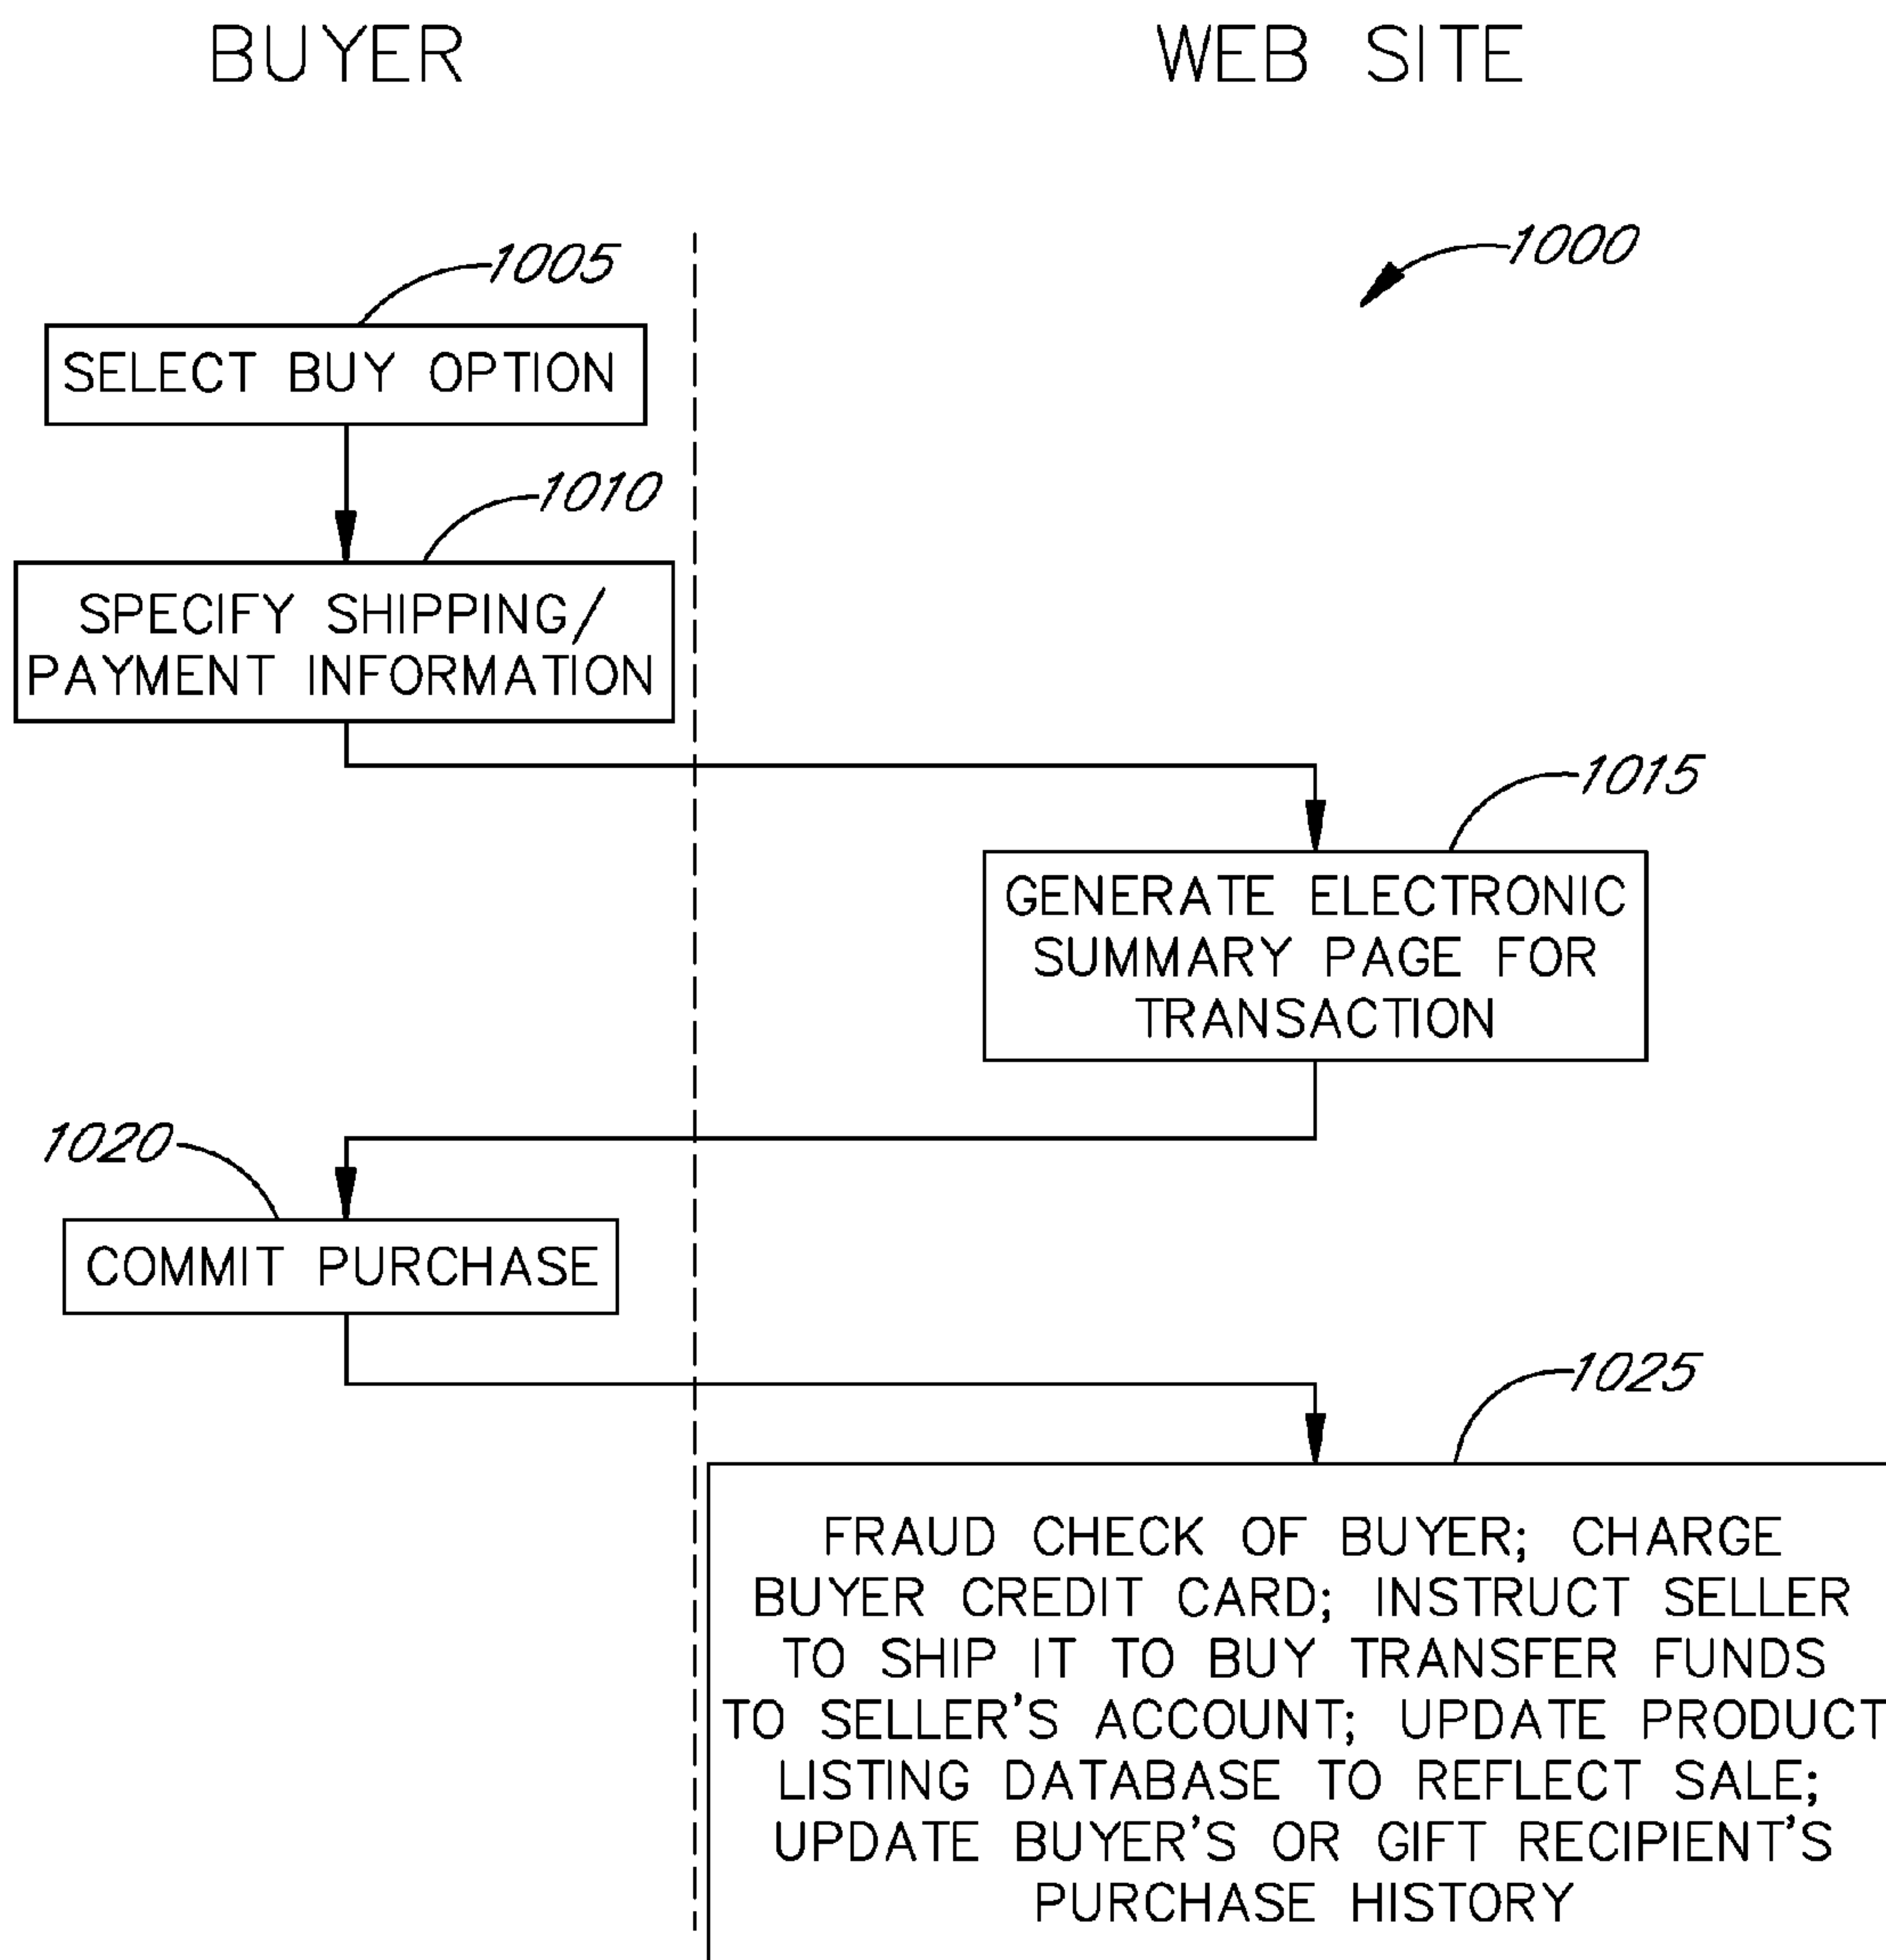 BUYER
WEB SITE
1000
1005
SELECT BUY OPTION
1010
SPECIFY SHIPPING/
PAYMENT INFORMATION
1015
GENERATE ELECTRONIC
SUMMARY PAGE FOR
TRANSACTION
1020
COMMIT PURCHASE
1025
FRAUD CHECK OF BUYER; CHARGE
BUYER CREDIT CARD; INSTRUCT SELLER
TO SHIP IT TO BUY TRANSFER FUNDS
TO SELLER'S ACCOUNT; UPDATE PRODUCT
LISTING DATABASE TO REFLECT SALE;
UPDATE BUYER'S OR GIFT RECIPIENT'S
PURCHASE HISTORY